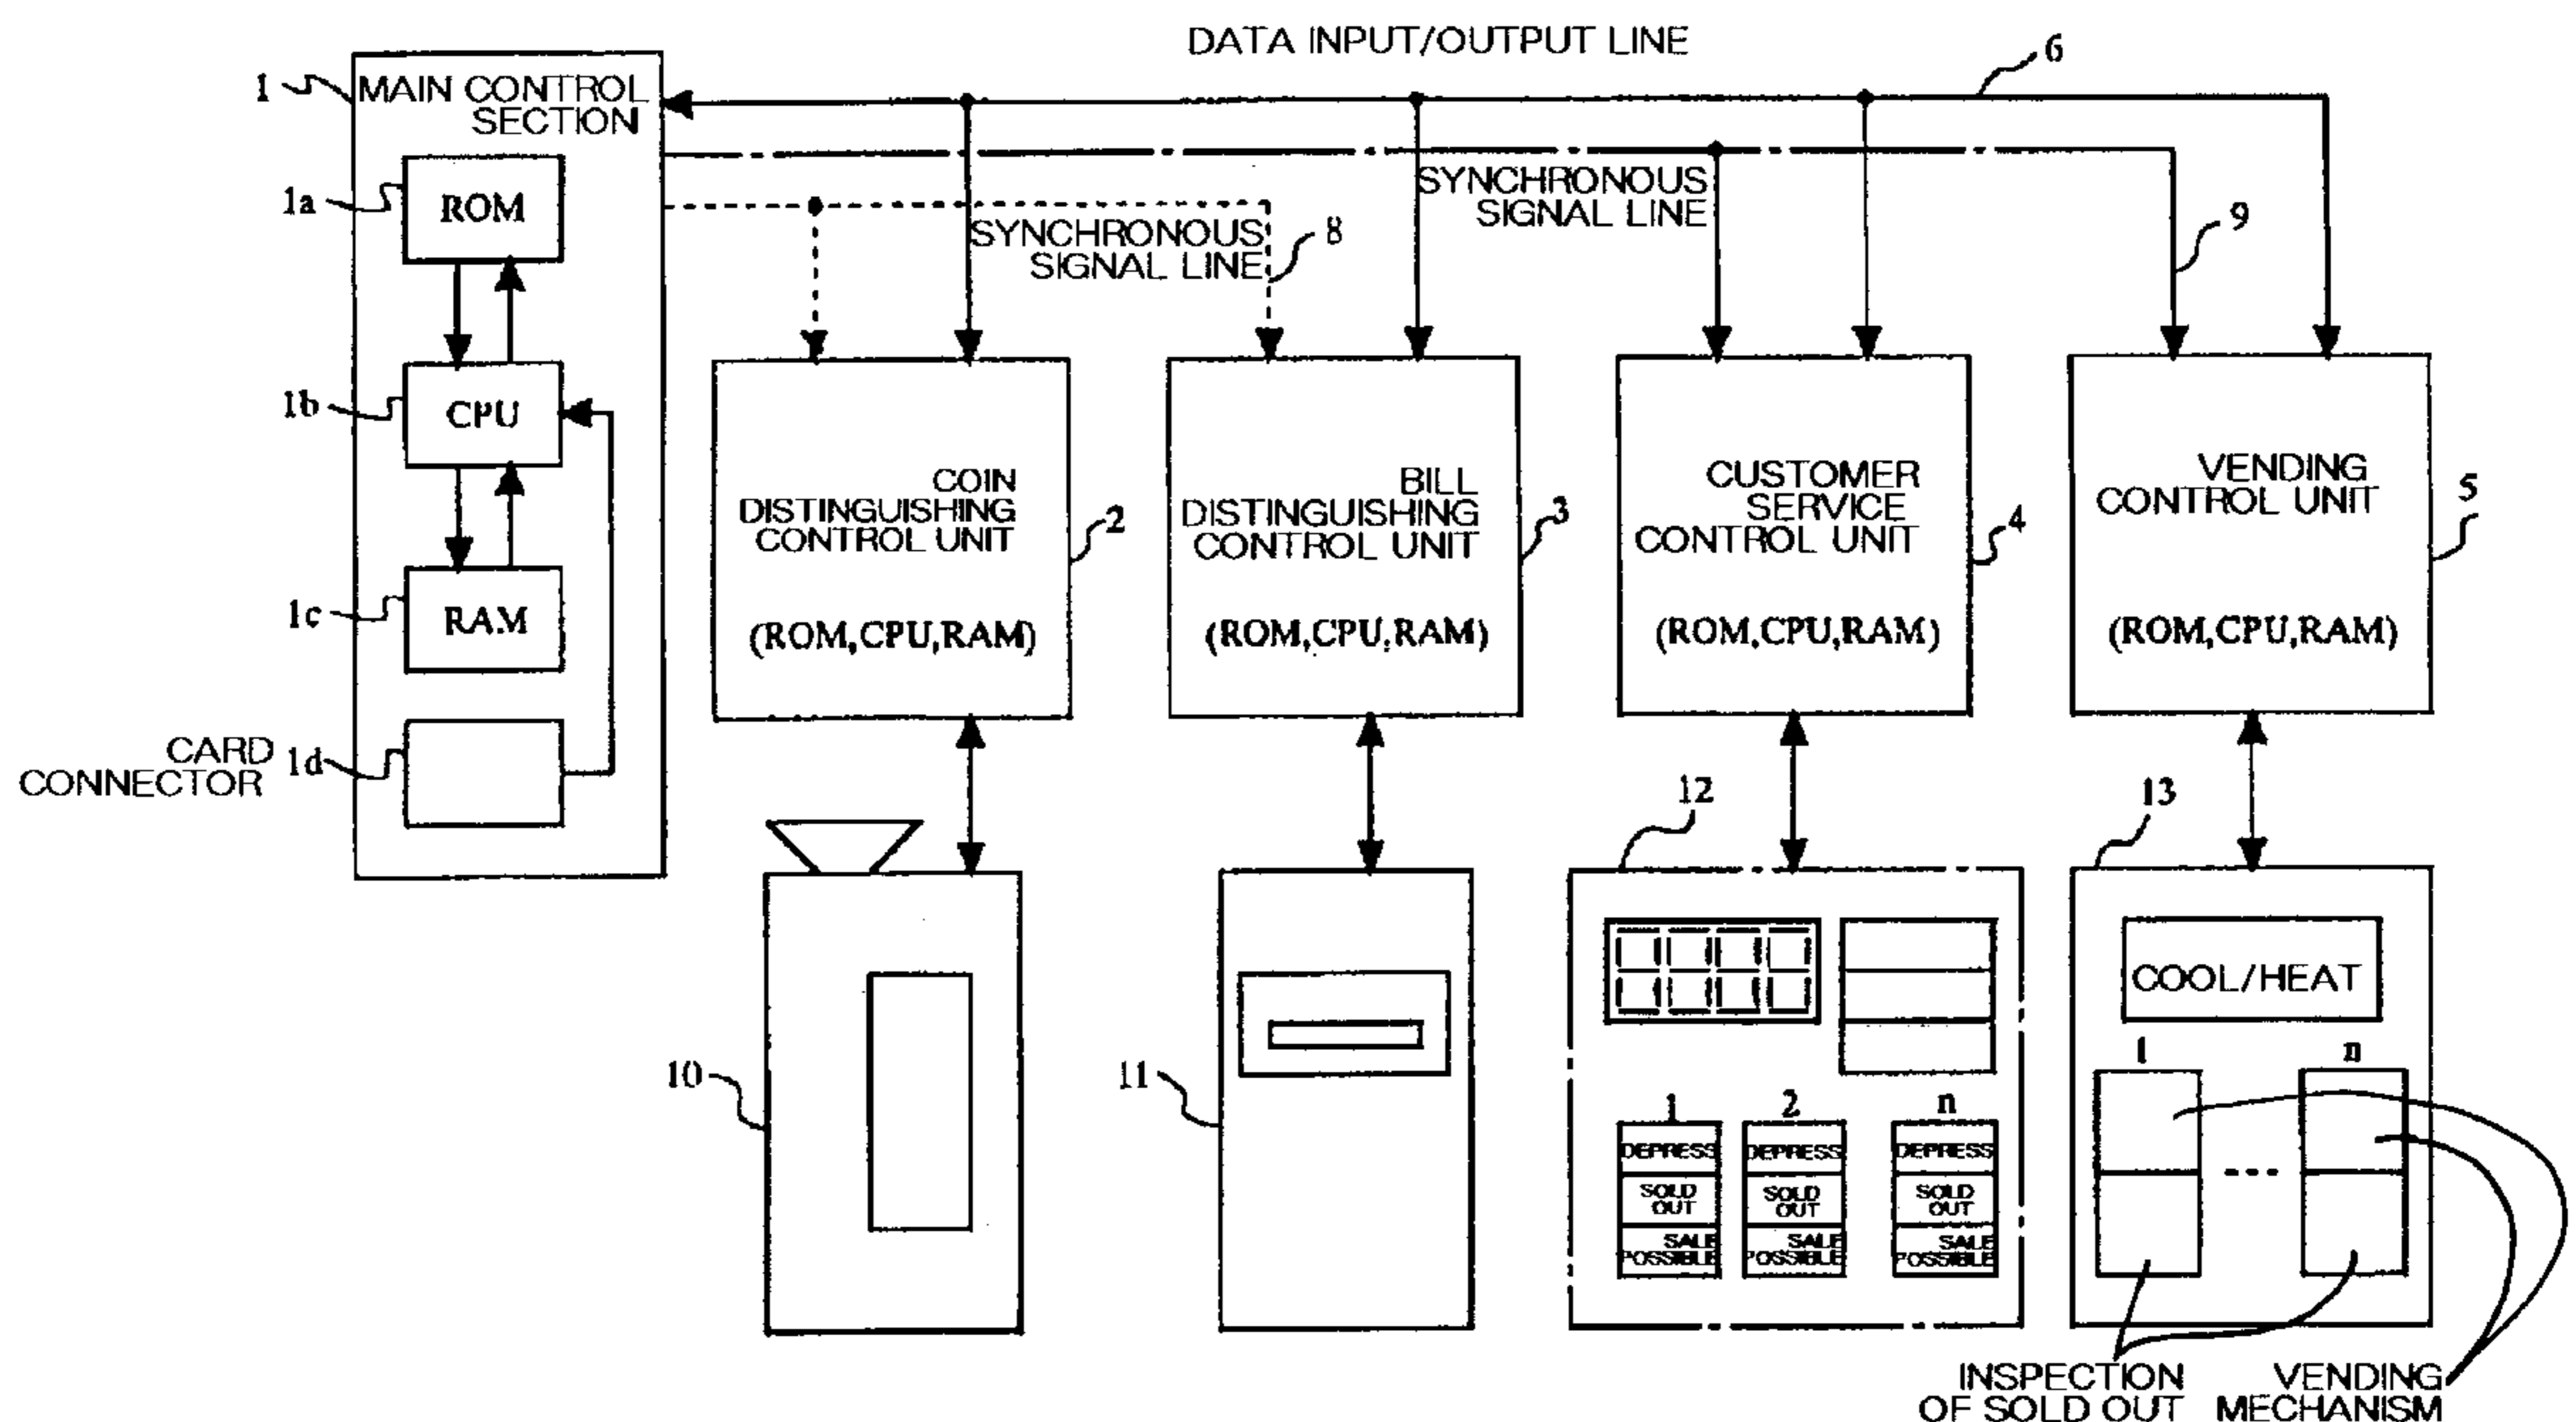 DATA INPUT/OUTPUT LINE
6
1
MAIN CONTROL
SECTION
1a
ROM
SYNCHRONOUS
SIGNAL LINE
8
SYNCHRONOUS
SIGNAL LINE
9
1b
CPU
1c
RAM
CARD
CONNECTOR
1d
COIN
DISTINGUISHING
CONTROL UNIT
(ROM,CPU,RAM)
2
BILL
DISTINGUISHING
CONTROL UNIT
(ROM,CPU,RAM)
3
CUSTOMER
SERVICE
CONTROL UNIT
(ROM,CPU,RAM)
4
VENDING
CONTROL UNIT
(ROM,CPU,RAM)
5
10
11
12
1
DEPRESS
SOLD
OUT
SALE
POSSIBLE
2
DEPRESS
SOLD
OUT
SALE
POSSIBLE
n
DEPRESS
SOLD
OUT
SALE
POSSIBLE
13
COOL/HEAT
1
n
INSPECTION
OF SOLD OUT
VENDING
MECHANISM